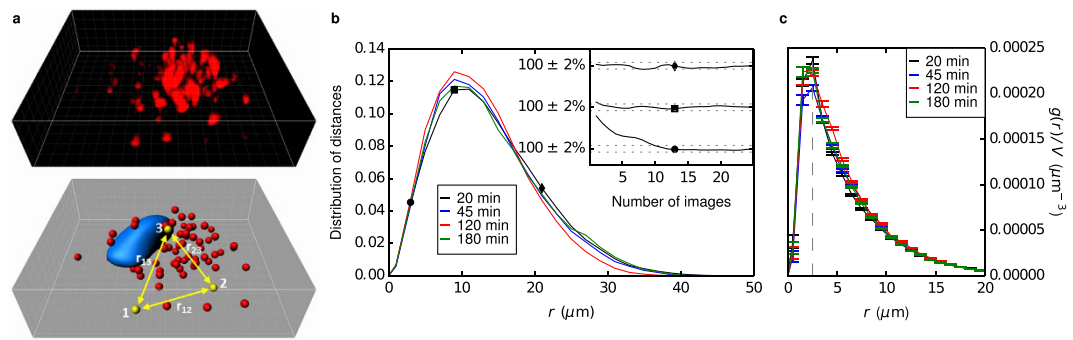 a
3
r₁₃
r₂₃
2
1
r₁₂
b
Distribution of distances
0.14
0.12
0.10
0.08
0.06
0.04
0.02
0.00
0
10
20
30
40
50
r (μm)
20 min
45 min
120 min
180 min
100 ± 2%
100 ± 2%
100 ± 2%
5
10
15
20
Number of images
c
20 min
45 min
120 min
180 min
0.00025
0.00020
0.00015
0.00010
0.00005
0.00000
g(r)/V (μm⁻³)
0
5
10
15
20
r (μm)